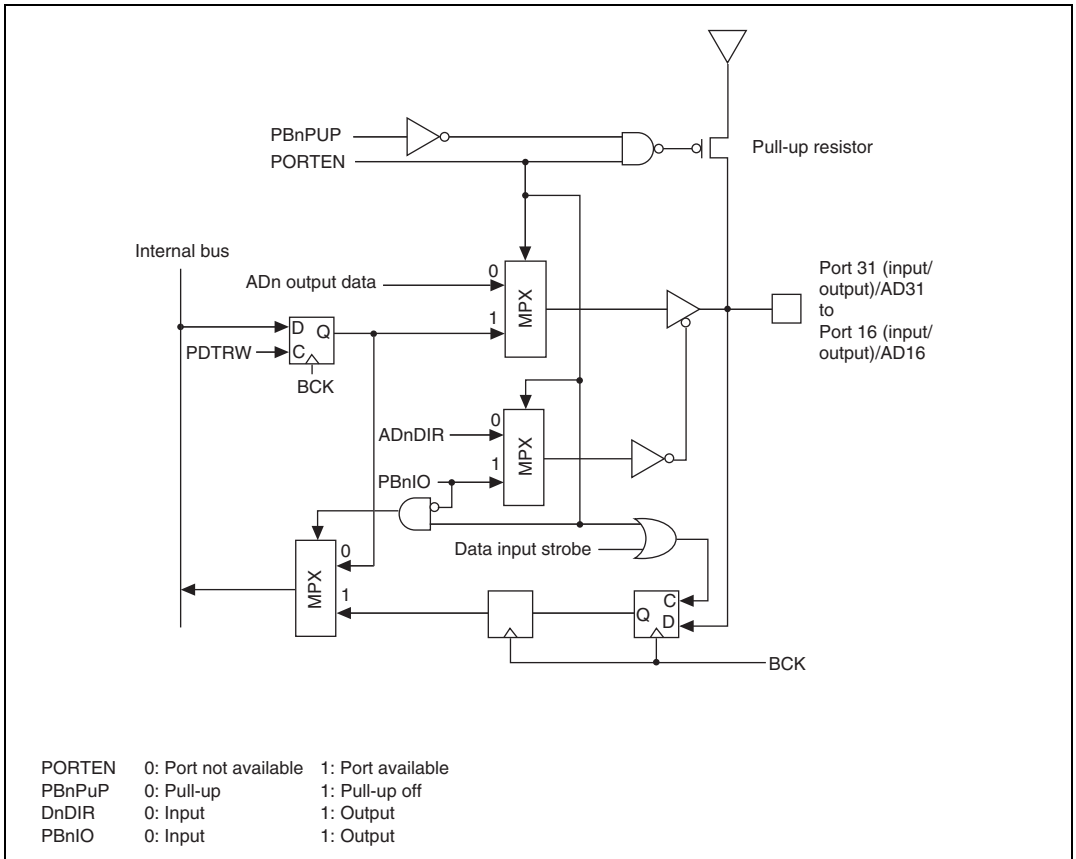 PBnPUP
PORTEN
Pull-up resistor
Internal bus
ADn output data
0
1
MPX
Port 31 (input/
output)/AD31
to
Port 16 (input/
output)/AD16
D Q
PDTRW
C
BCK
ADnDIR
0
1
MPX
PBnIO
Data input strobe
0
1
MPX
Q
C
D
BCK
PORTEN 0: Port not available 1: Port available
PBnPuP 0: Pull-up 1: Pull-up off
DnDIR 0: Input 1: Output
PBnIO 0: Input 1: Output